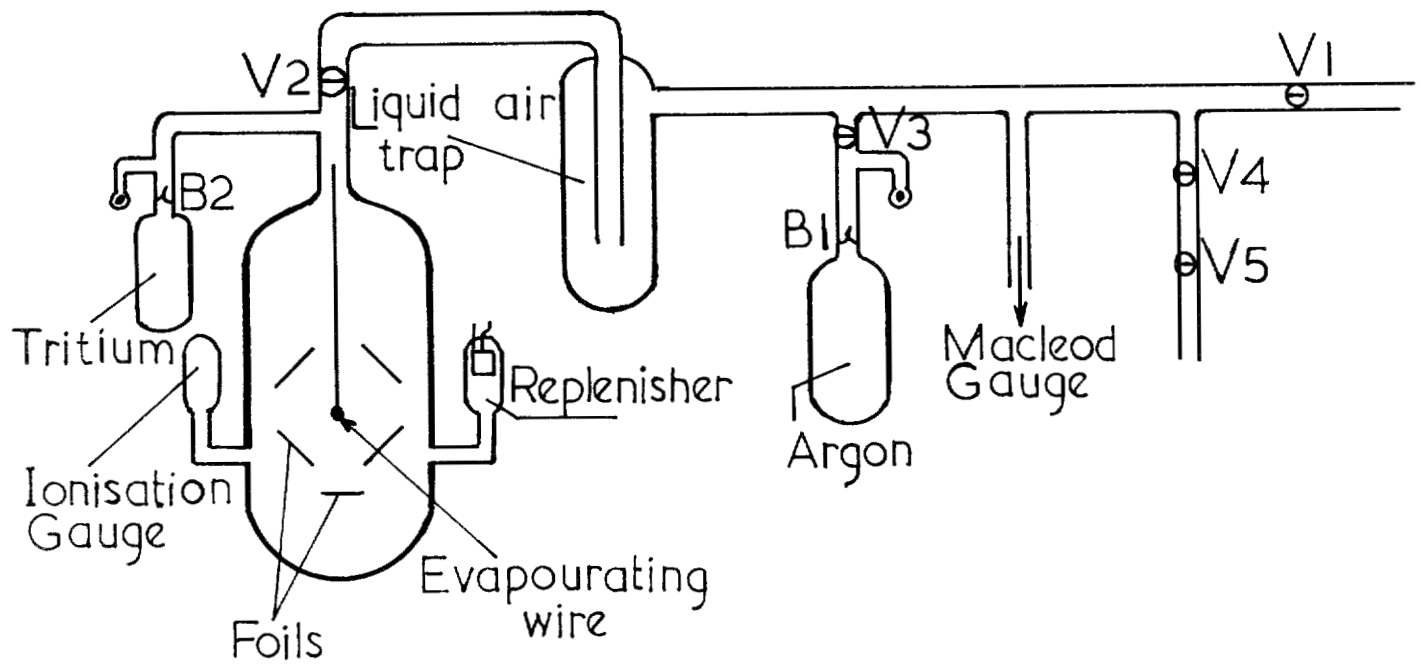 V1
V2
Liquid air
trap
V3
V4
B2
B1
V5
Tritium
Macleod
Gauge
Replenisher
Argon
Ionisation
Gauge
Evapourating
wire
Foils